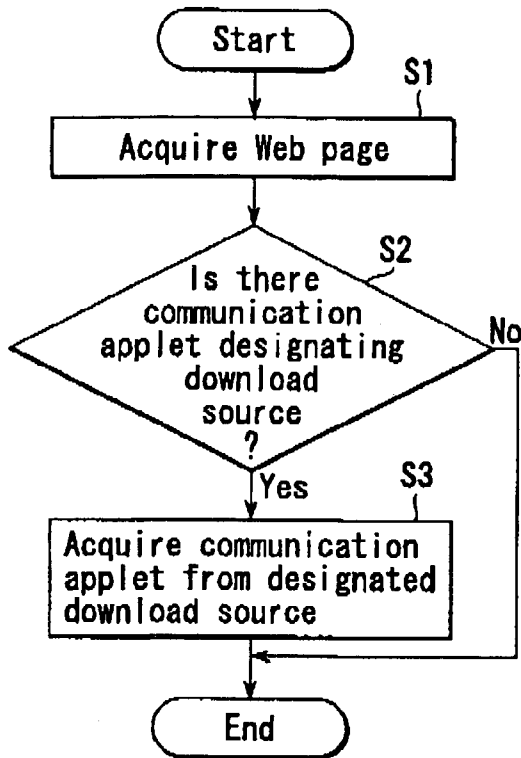 Start
S1
Acquire Web page
S2
Is there
communication
applet designating
download
source
?
No
Yes
S3
Acquire communication
applet from designated
download source
End